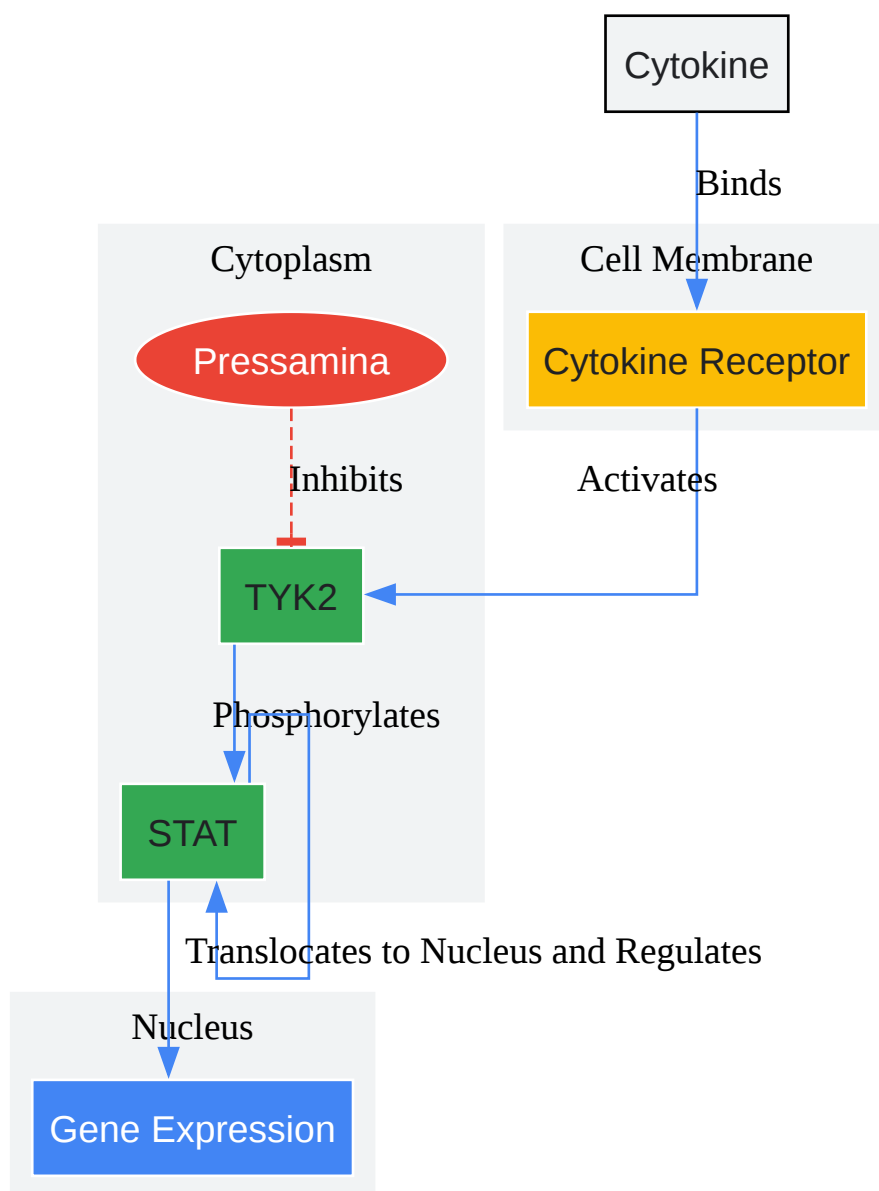 Cytokine
Binds
Cytoplasm
Cell Membrane
Pressamina
Cytokine Receptor
Inhibits
Activates
TYK2
Phosphorylates
STAT
Translocates to Nucleus and Regulates
Nucleus
Gene Expression